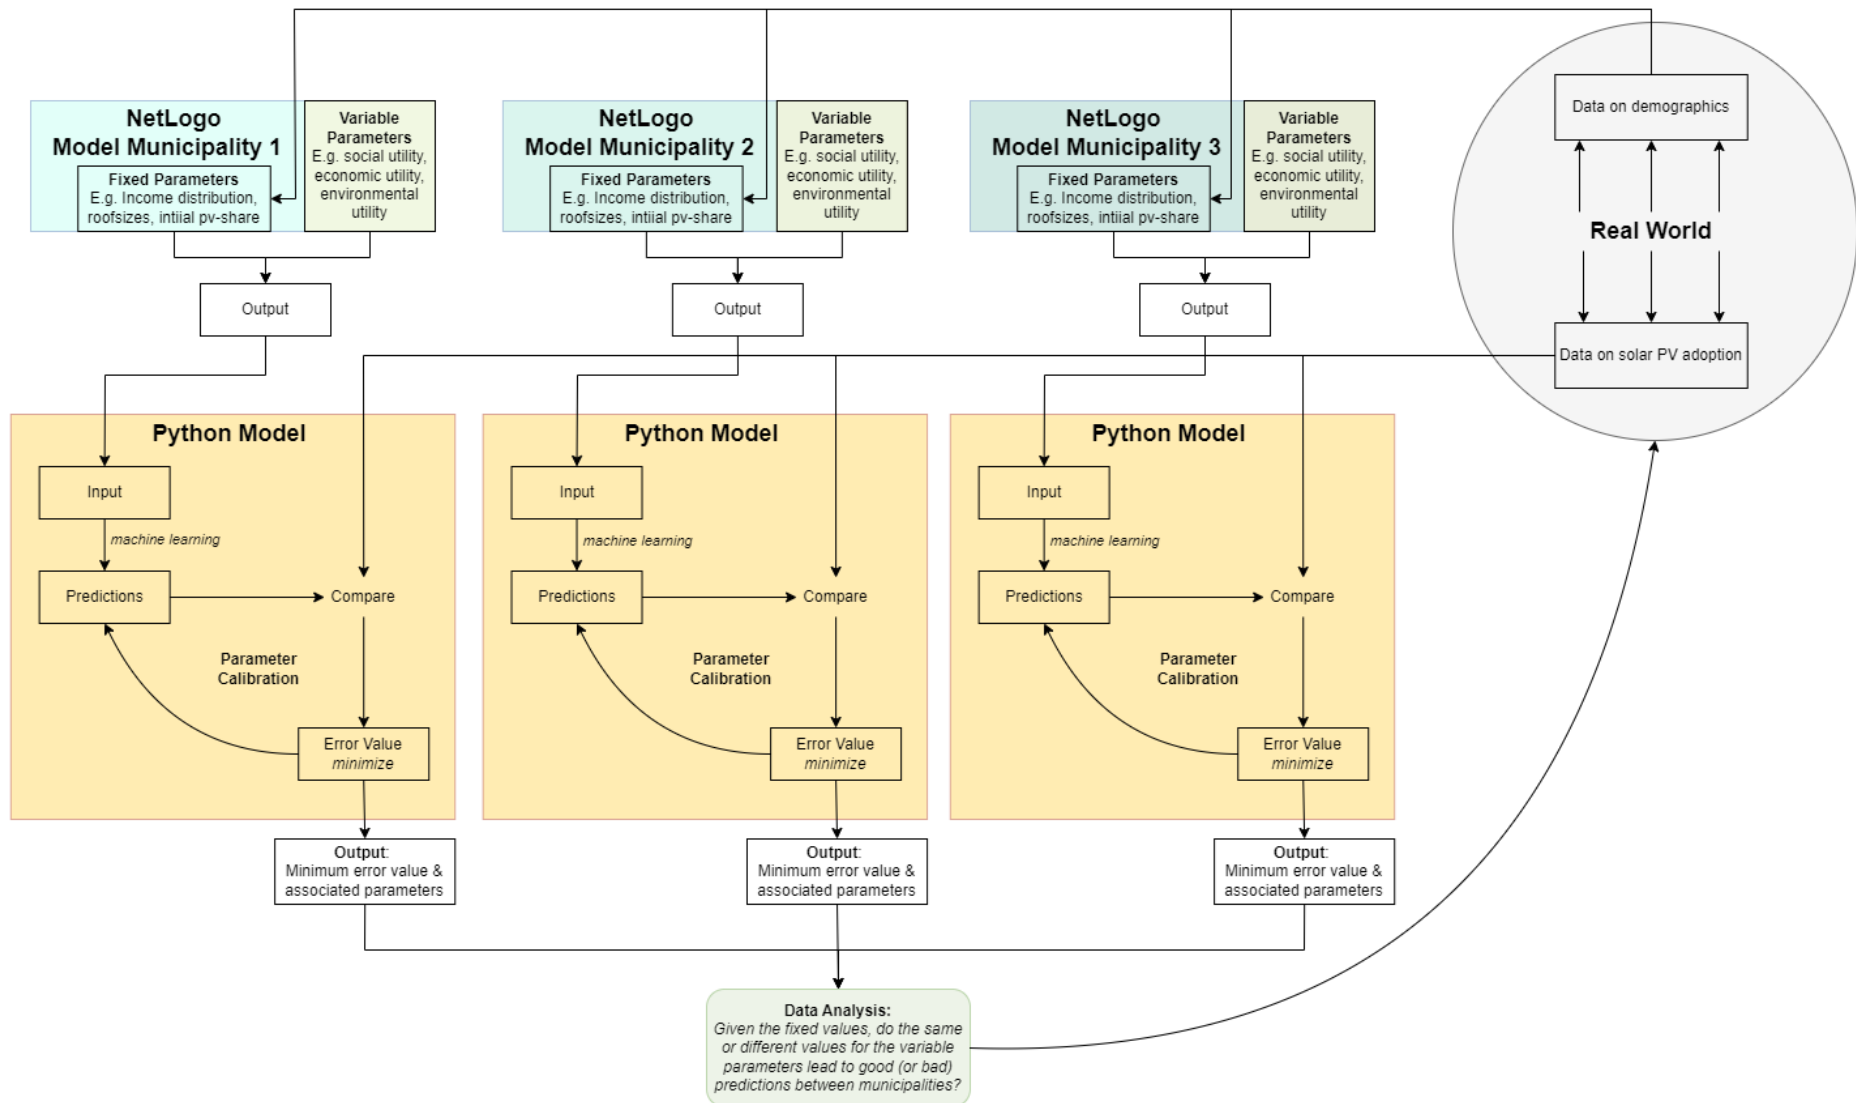 NetLogo
Model Municipality 1
Fixed Parameters
E.g. Income distribution,
roofsizes, intiial pv-share
Variable
Parameters
E.g. social utility,
economic utility,
environmental
utility
NetLogo
Model Municipality 2
Fixed Parameters
E.g. Income distribution,
roofsizes, intiial pv-share
Variable
Parameters
E.g. social utility,
economic utility,
environmental
utility
NetLogo
Model Municipality 3
Fixed Parameters
E.g. Income distribution,
roofsizes, intiial pv-share
Variable
Parameters
E.g. social utility,
economic utility,
environmental
utility
Data on demographics
Real World
Data on solar PV adoption
Output
Output
Output
Python Model
Input
machine learning
Predictions
Compare
Parameter
Calibration
Error Value
minimize
Python Model
Input
machine learning
Predictions
Compare
Parameter
Calibration
Error Value
minimize
Python Model
Input
machine learning
Predictions
Compare
Parameter
Calibration
Error Value
minimize
Output:
Minimum error value &
associated parameters
Output:
Minimum error value &
associated parameters
Output:
Minimum error value &
associated parameters
Data Analysis:
Given the fixed values, do the same
or different values for the variable
parameters lead to good (or bad)
predictions between municipalities?